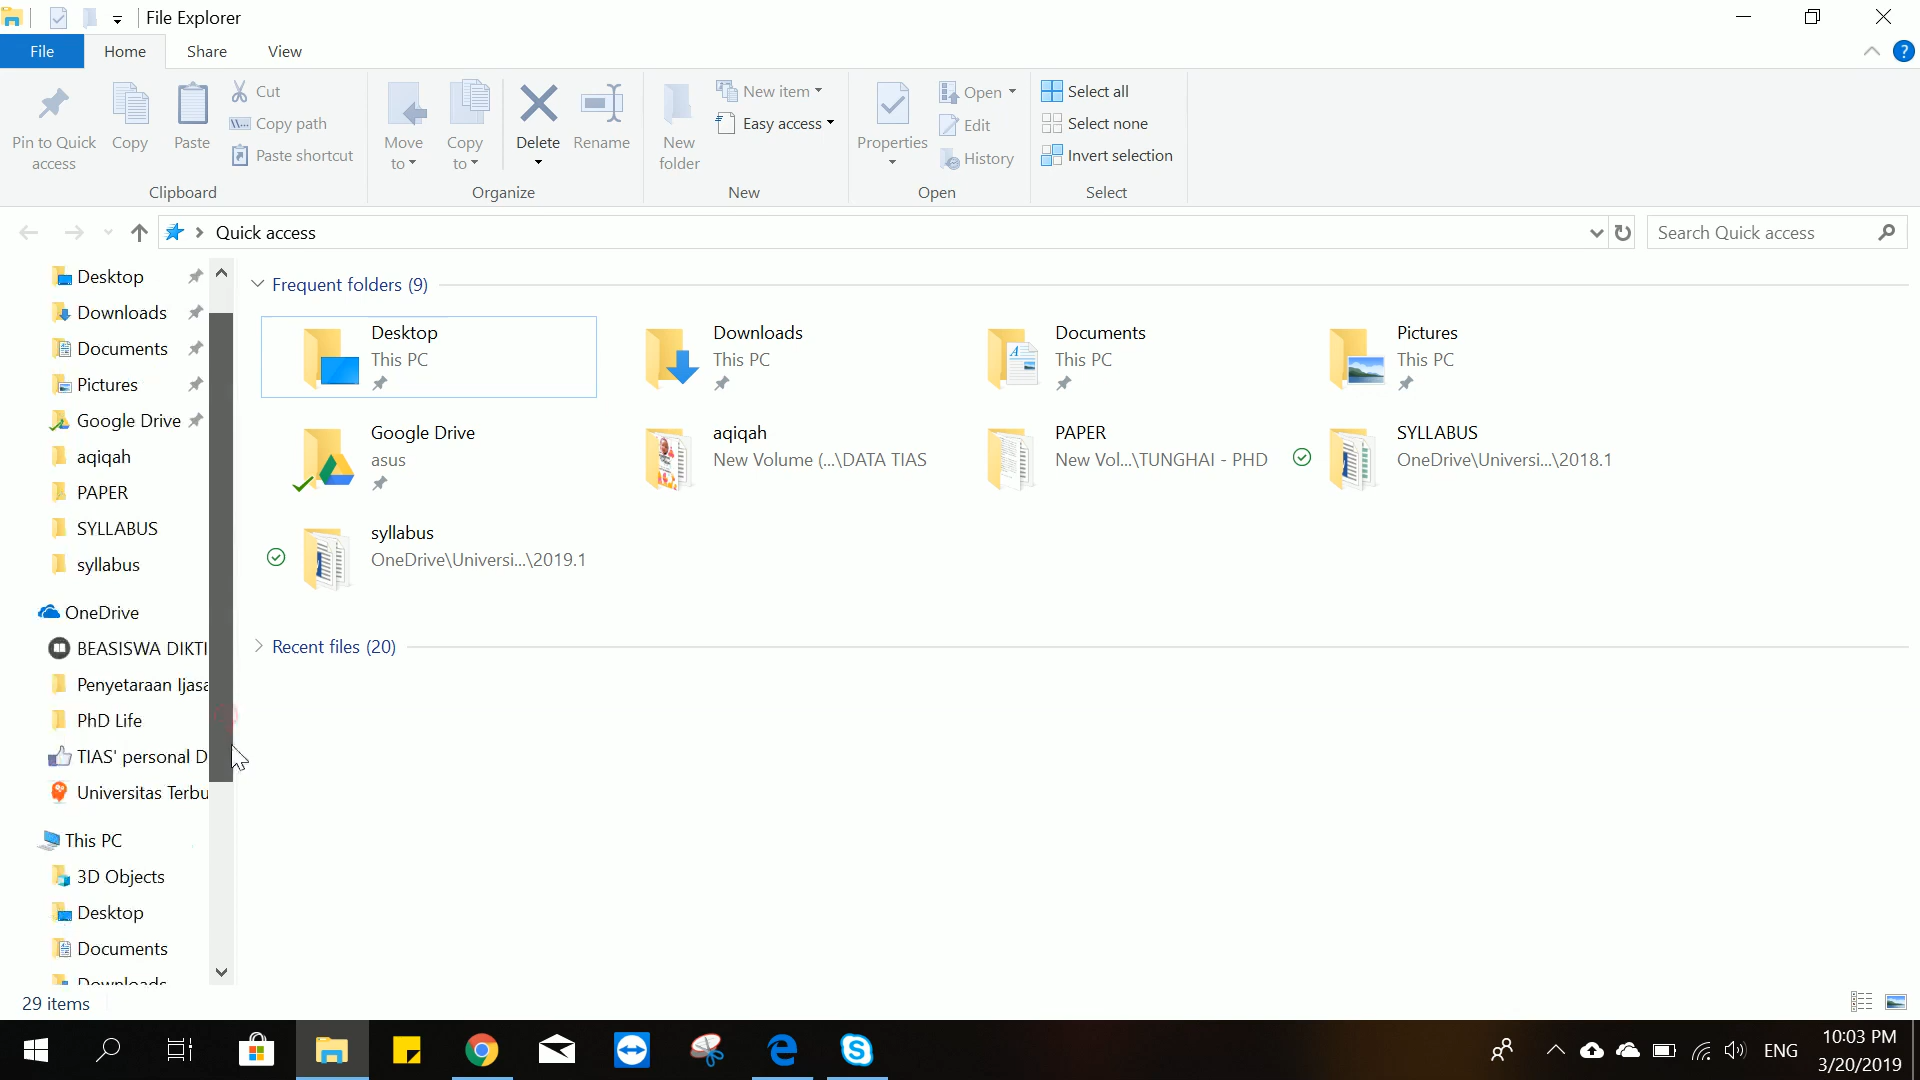 File Explorer
File Home Share View
Pin to Quick access
Copy
Paste
Cut
Copy path
Paste shortcut
Clipboard
Move to
Copy to
Delete
Rename
Organize
New folder
New item
Easy access
New
Properties
Open
Edit
History
Open
Select all
Select none
Invert selection
Select
Quick access
Search Quick access
Desktop
Downloads
Documents
Pictures
Google Drive
aqiqah
PAPER
SYLLABUS
syllabus
OneDrive
BEASISWA DIKTI
Penyetaraan Ijasa
PhD Life
TIAS' personal D
Universitas Terbu
This PC
3D Objects
Desktop
Documents
Downloads
Frequent folders (9)
Desktop
This PC
Downloads
This PC
Documents
This PC
Pictures
This PC
Google Drive
asus
aqiqah
New Volume (...\DATA TIAS
PAPER
New Vol...\TUNGHAI - PHD
SYLLABUS
OneDrive\Universi...\2018.1
syllabus
OneDrive\Universi...\2019.1
Recent files (20)
29 items
ENG
10:03 PM
3/20/2019